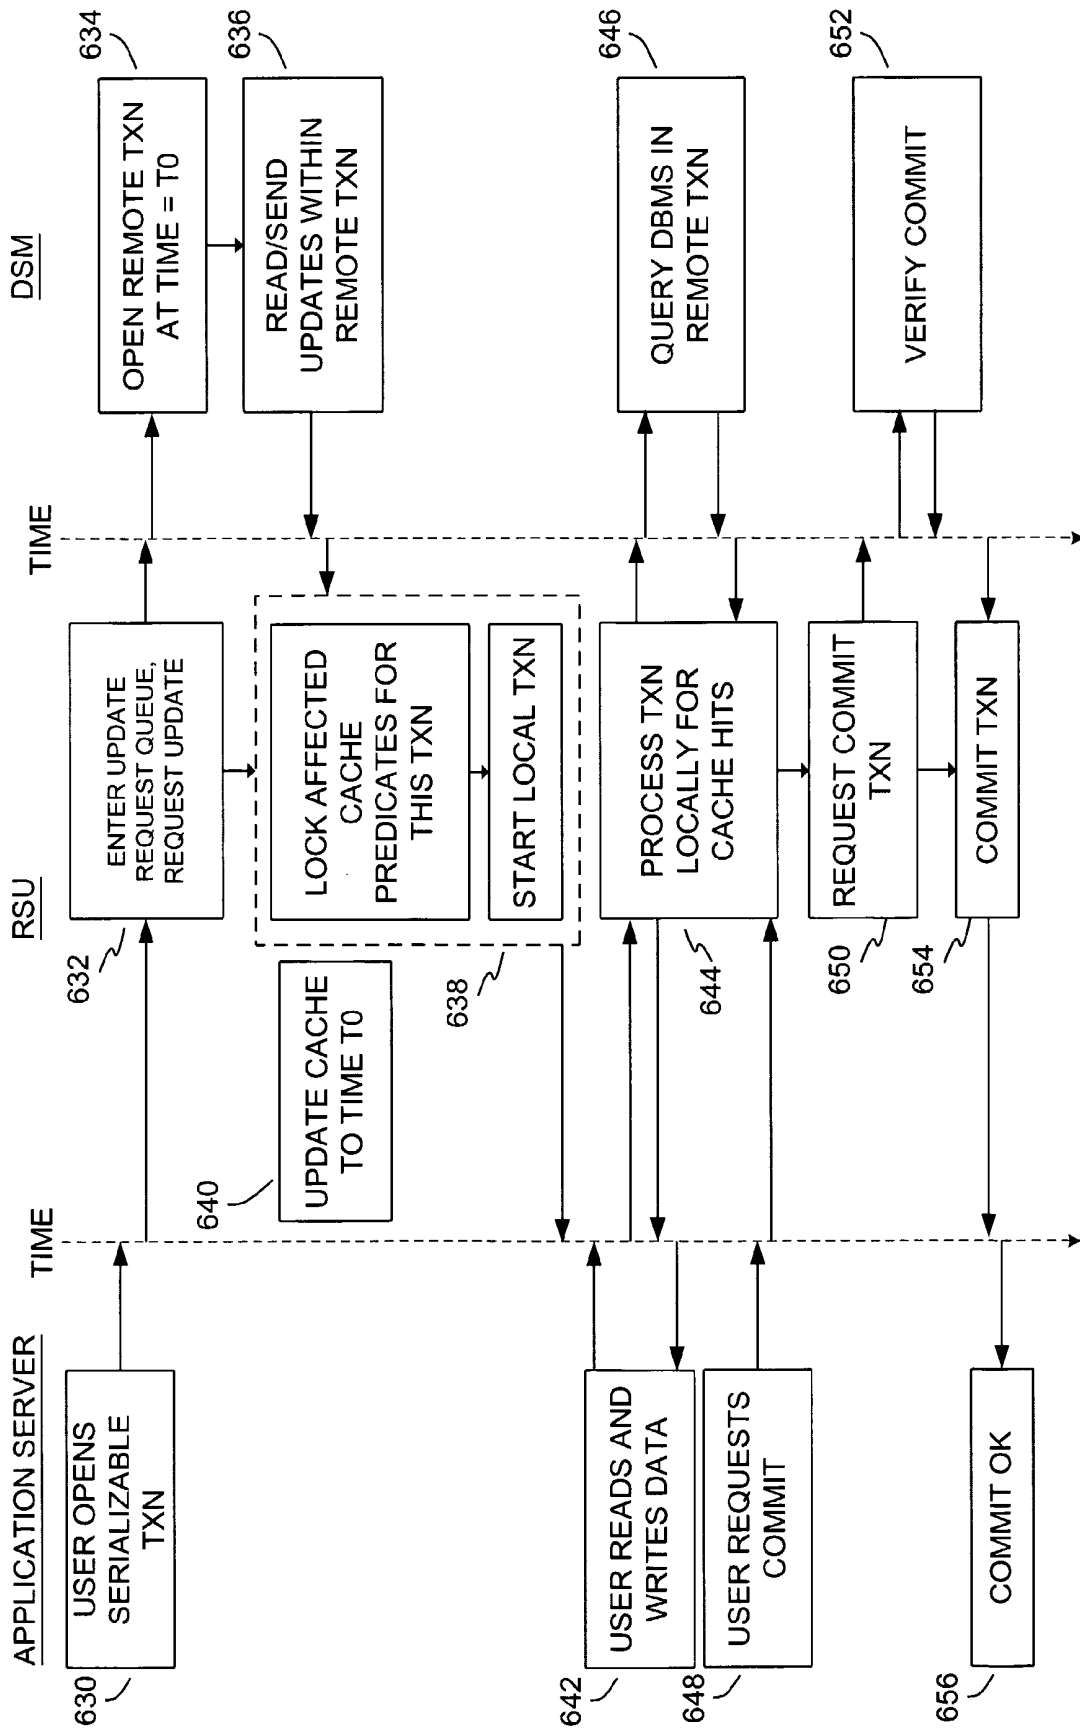 APPLICATION SERVER
TIME
RSU
TIME
DSM
630
USER OPENS
SERIALIZABLE
TXN
632
ENTER UPDATE
REQUEST QUEUE,
REQUEST UPDATE
OPEN REMOTE TXN
AT TIME = T0
634
READ/SEND
UPDATES WITHIN
REMOTE TXN
636
640
UPDATE CACHE
TO TIME T0
LOCK AFFECTED
CACHE
PREDICATES FOR
THIS TXN
638
START LOCAL TXN
642
USER READS AND
WRITES DATA
644
PROCESS TXN
LOCALLY FOR
CACHE HITS
QUERY DBMS IN
REMOTE TXN
646
648
USER REQUESTS
COMMIT
650
REQUEST COMMIT
TXN
VERIFY COMMIT
652
654
COMMIT TXN
656
COMMIT OK